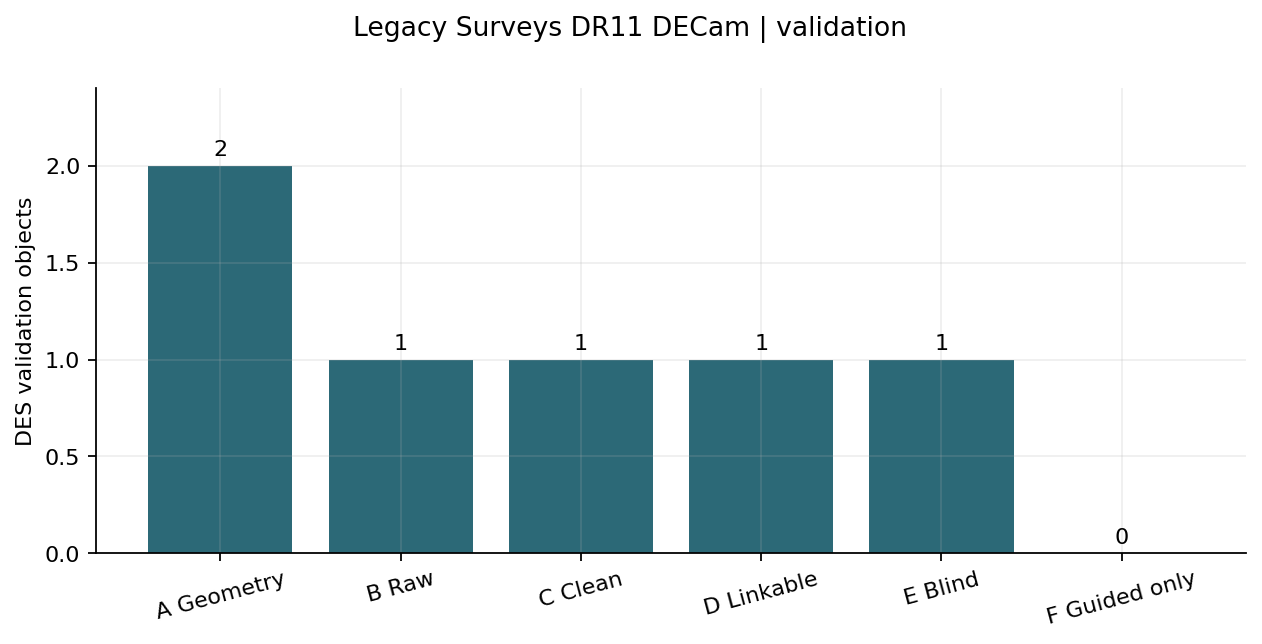 Legacy Surveys DR11 DECam | validation
DES validation objects
2.0
1.5
1.0
0.5
0.0
2
1
1
1
1
0
A Geometry
B Raw
C Clean
D Linkable
E Blind
F Guided only